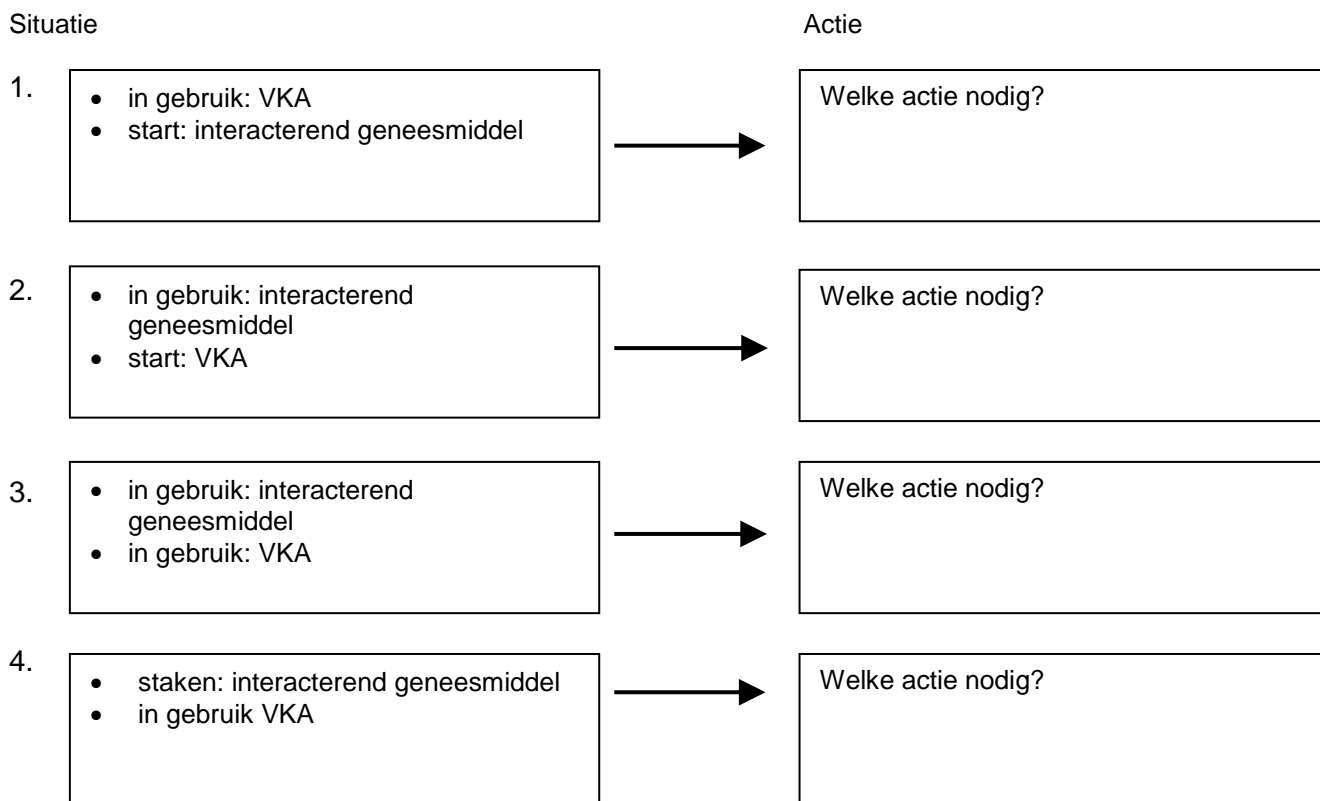 Situatie Actie
1.
• in gebruik: VKA
• start: interacterend geneesmiddel
Welke actie nodig?
2.
• in gebruik: interacterend
geneesmiddel
• start: VKA
Welke actie nodig?
3.
• in gebruik: interacterend
geneesmiddel
• in gebruik: VKA
Welke actie nodig?
4.
• staken: interacterend geneesmiddel
• in gebruik VKA
Welke actie nodig?